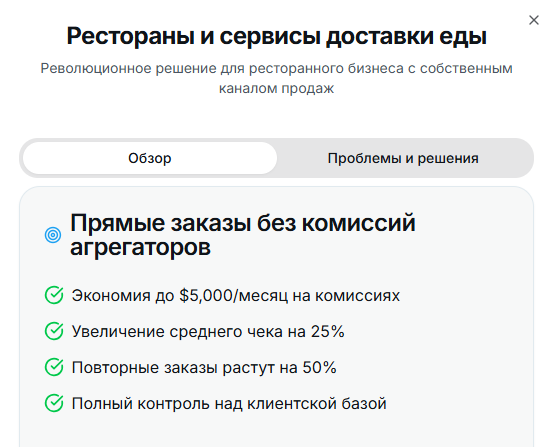 Рестораны и сервисы доставки еды
Революционное решение для ресторанного бизнеса с собственным
каналом продаж
Обзор
Проблемы и решения
Прямые заказы без комиссий
агрегаторов
Экономия до $5,000/месяц на комиссиях
Увеличение среднего чека на 25%
Повторные заказы растут на 50%
Полный контроль над клиентской базой